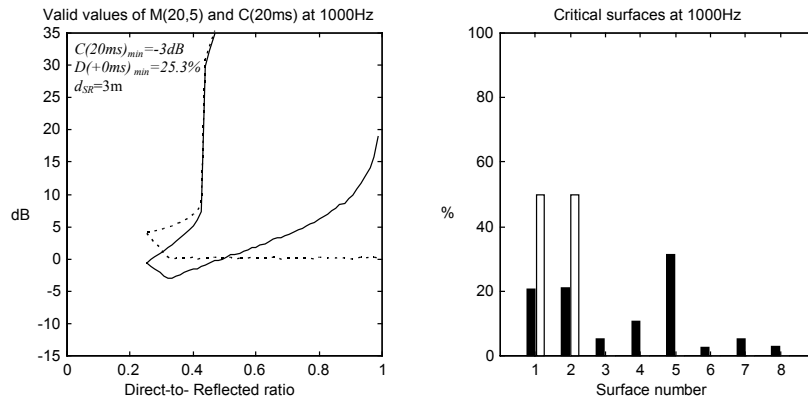 Valid values of M(20,5) and C(20ms) at 1000Hz
C(20ms)min=-3dB
D(+0ms) min=25.3%
dSR=3m
35
30
25
20
15
10
5
0
-5
-10
-15
dB
0 0.2 0.4 0.6 0.8 1
Direct-to- Reflected ratio
Critical surfaces at 1000Hz
100
80
60
40
20
0
%
1 2 3 4 5 6 7 8
Surface number